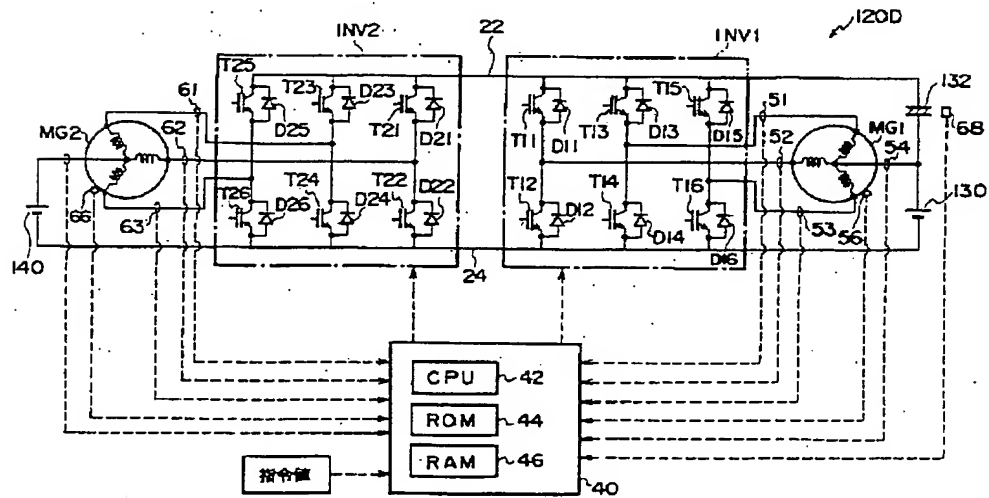 120D
INV2
INV1
22
T25
T23
T21
D25
D23
D21
T11
T13
T15
D11
D13
D15
132
68
61
62
MG2
51
52
MG1
54
T26
T24
T22
D26
D24
D22
T12
T14
T16
D12
D14
D16
66
63
53
56
130
140
24
CPU
42
ROM
44
RAM
46
指令値
40